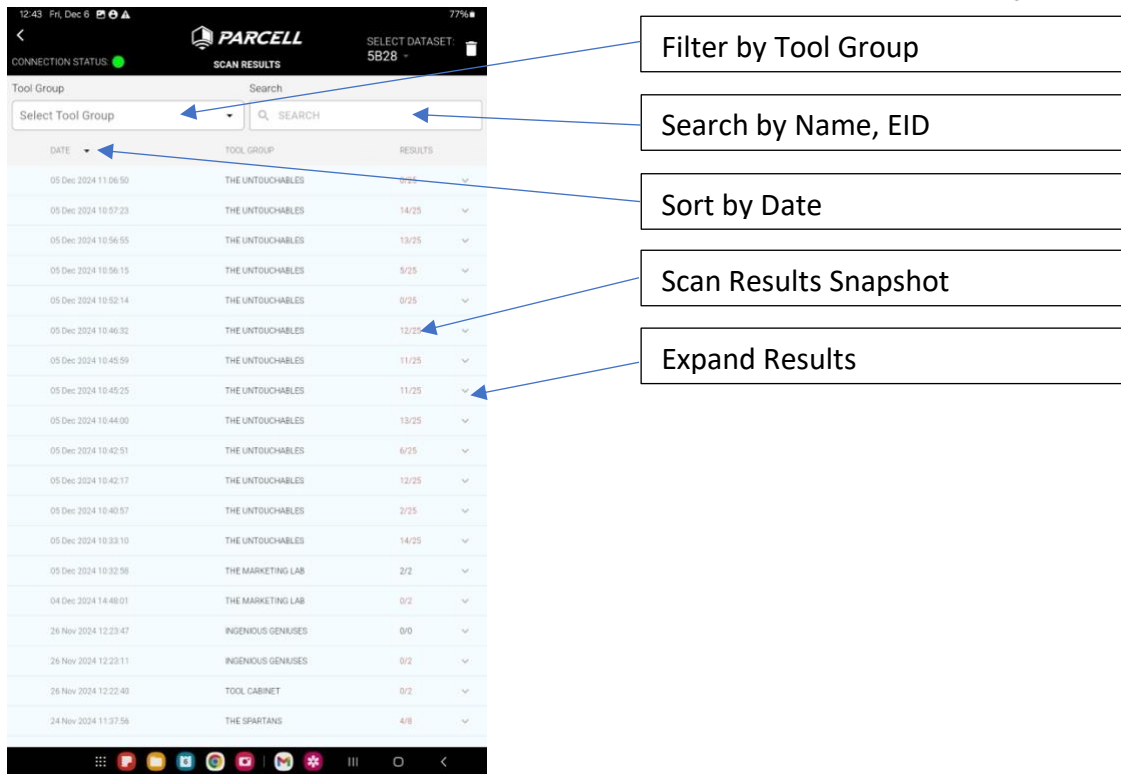 12:43 Fri, Dec 6 77%
PARCELL
SELECT DATASET:
5B28
CONNECTION STATUS:
SCAN RESULTS
Tool Group Search
Select Tool Group SEARCH
DATE TOOL GROUP RESULTS
05 Dec 2024 11:06:50 THE UNTOUCHABLES 0/25
05 Dec 2024 10:57:23 THE UNTOUCHABLES 14/25
05 Dec 2024 10:56:55 THE UNTOUCHABLES 13/25
05 Dec 2024 10:56:15 THE UNTOUCHABLES 5/25
05 Dec 2024 10:52:14 THE UNTOUCHABLES 0/25
05 Dec 2024 10:46:32 THE UNTOUCHABLES 12/25
05 Dec 2024 10:45:59 THE UNTOUCHABLES 11/25
05 Dec 2024 10:45:25 THE UNTOUCHABLES 11/25
05 Dec 2024 10:44:00 THE UNTOUCHABLES 13/25
05 Dec 2024 10:42:51 THE UNTOUCHABLES 6/25
05 Dec 2024 10:42:17 THE UNTOUCHABLES 12/25
05 Dec 2024 10:40:57 THE UNTOUCHABLES 2/25
05 Dec 2024 10:33:10 THE UNTOUCHABLES 14/25
05 Dec 2024 10:32:58 THE MARKETING LAB 2/2
04 Dec 2024 14:48:01 THE MARKETING LAB 0/2
26 Nov 2024 12:23:47 INGENIOUS GENIUSES 0/0
26 Nov 2024 12:23:11 INGENIOUS GENIUSES 0/2
26 Nov 2024 12:22:40 TOOL CABINET 0/2
24 Nov 2024 11:37:56 THE SPARTANS 4/8
Filter by Tool Group
Search by Name, EID
Sort by Date
Scan Results Snapshot
Expand Results